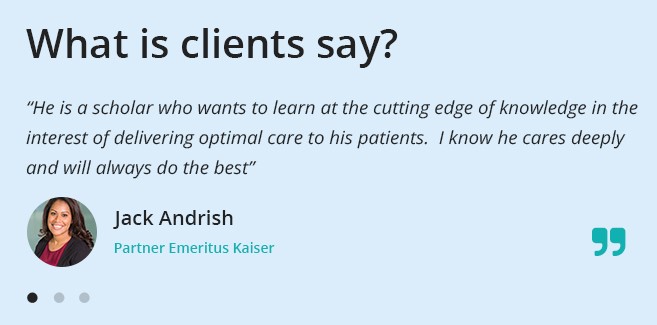 What is clients say?
“He is a scholar who wants to learn at the cutting edge of knowledge in the
interest of delivering optimal care to his patients.  I know he cares deeply
and will always do the best”
Jack Andrish
Partner Emeritus Kaiser